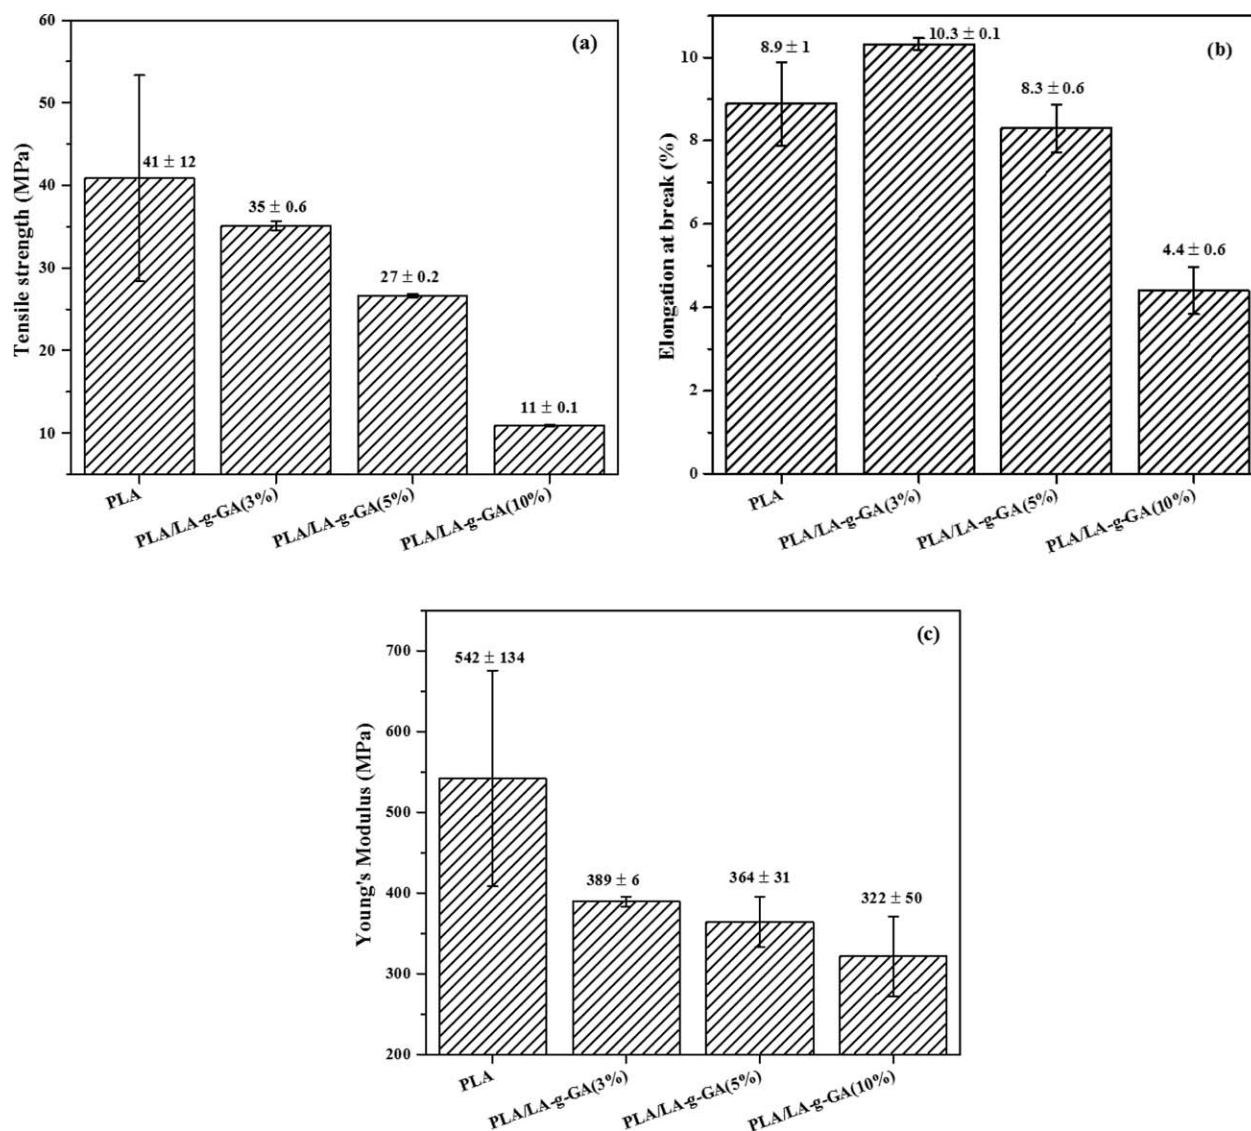 (a)
Tensile strength (MPa)
60
50
40
30
20
10
41 ± 12
35 ± 0.6
27 ± 0.2
11 ± 0.1
PLA
PLA/LA-g-GA(3%)
PLA/LA-g-GA(5%)
PLA/LA-g-GA(10%)
(b)
Elongation at break (%)
10
8
6
4
2
0
8.9 ± 1
10.3 ± 0.1
8.3 ± 0.6
4.4 ± 0.6
PLA
PLA/LA-g-GA(3%)
PLA/LA-g-GA(5%)
PLA/LA-g-GA(10%)
(c)
Young's Modulus (MPa)
700
600
500
400
300
200
542 ± 134
389 ± 6
364 ± 31
322 ± 50
PLA
PLA/LA-g-GA(3%)
PLA/LA-g-GA(5%)
PLA/LA-g-GA(10%)